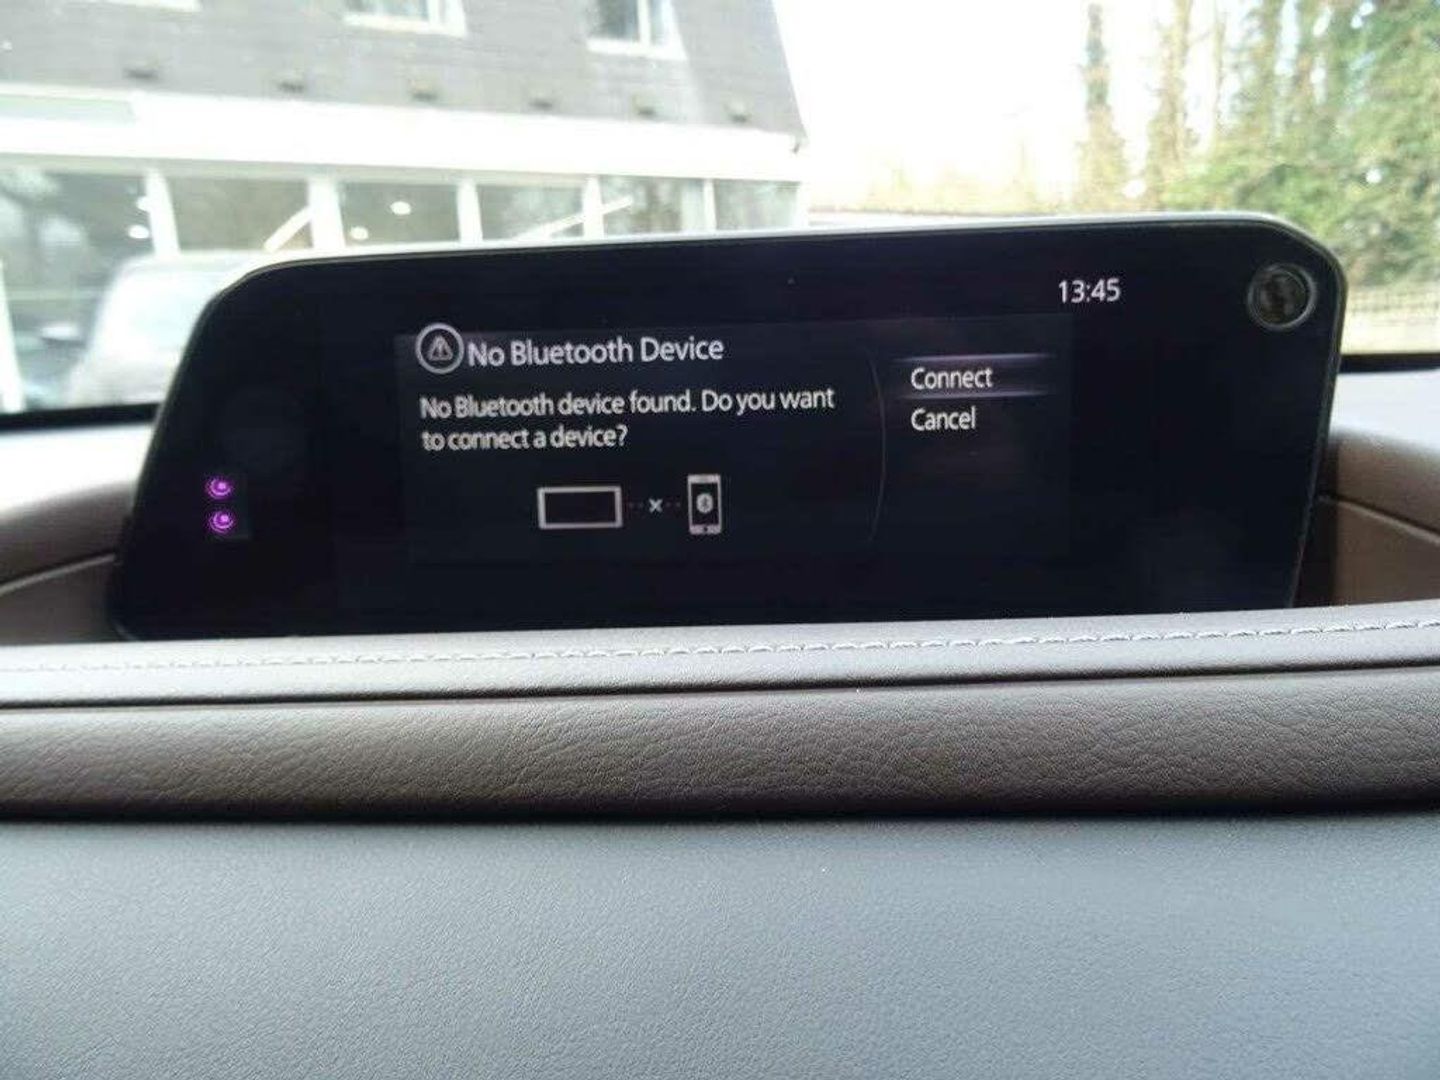 13:45
No Bluetooth Device
No Bluetooth device found. Do you want
to connect a device?
Connect
Cancel